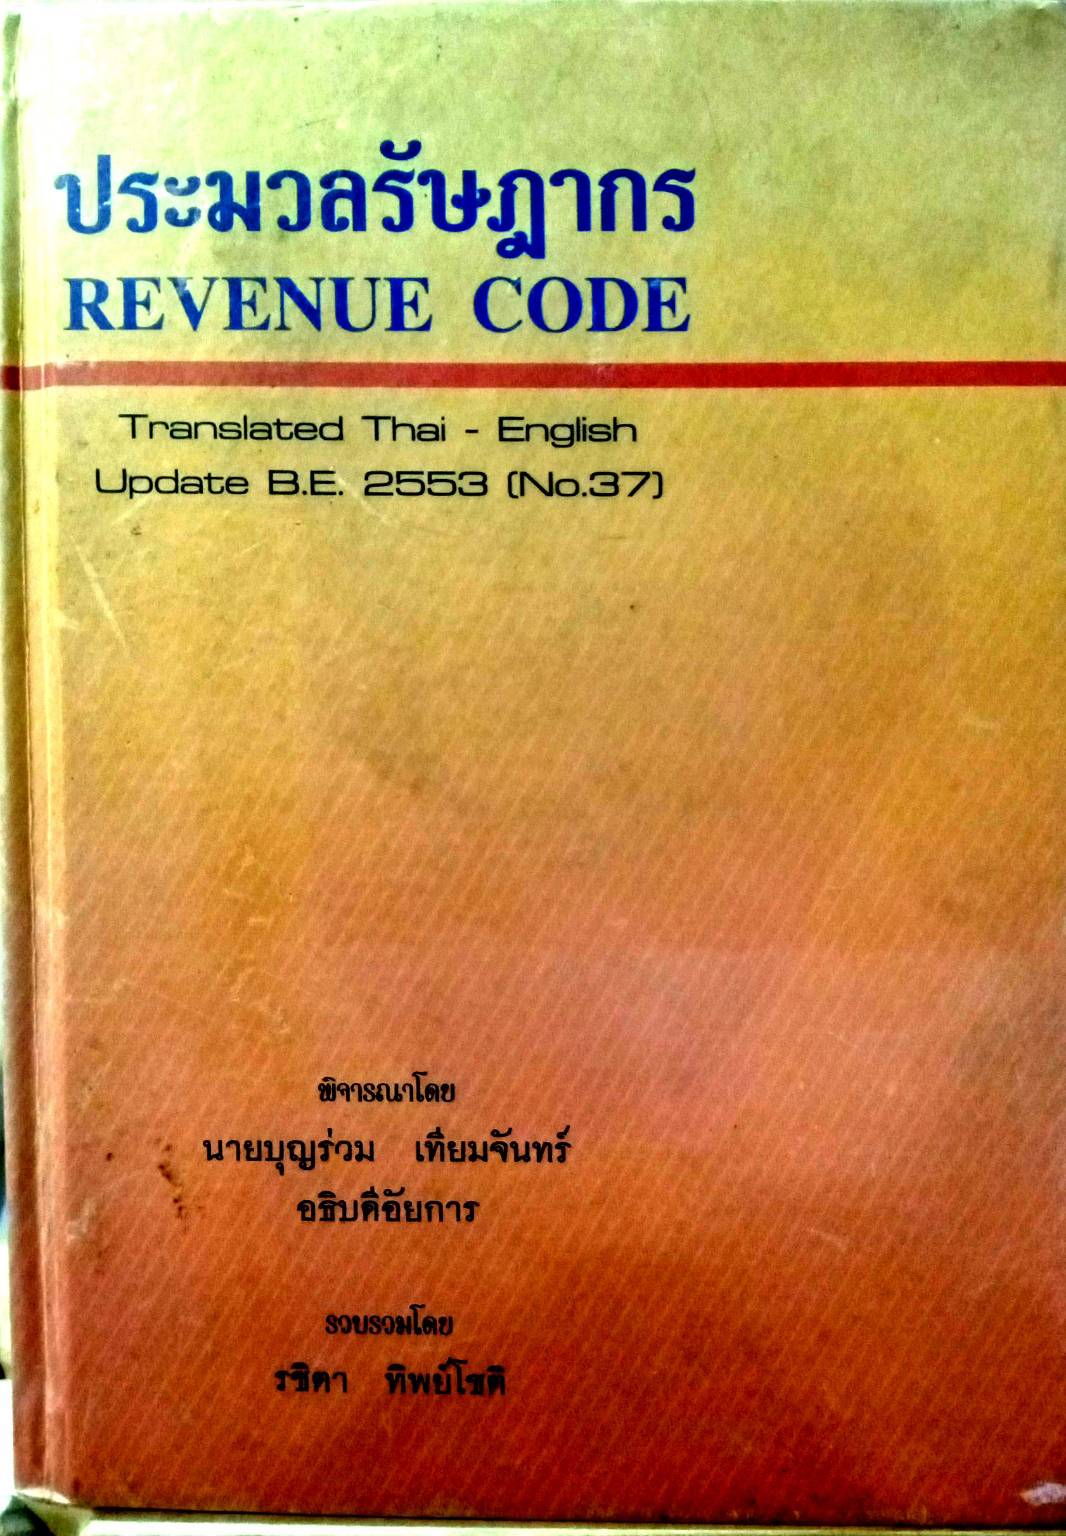 ประมวลรัษฎากร
REVENUE CODE
Translated Thai - English
Update B.E. 2553 (No.37)
พิจารณาโดย
นายบุญร่วม เทียมจันทร์
อธิบดีอัยการ
รวบรวมโดย
รชิตา ทิพย์โชติ